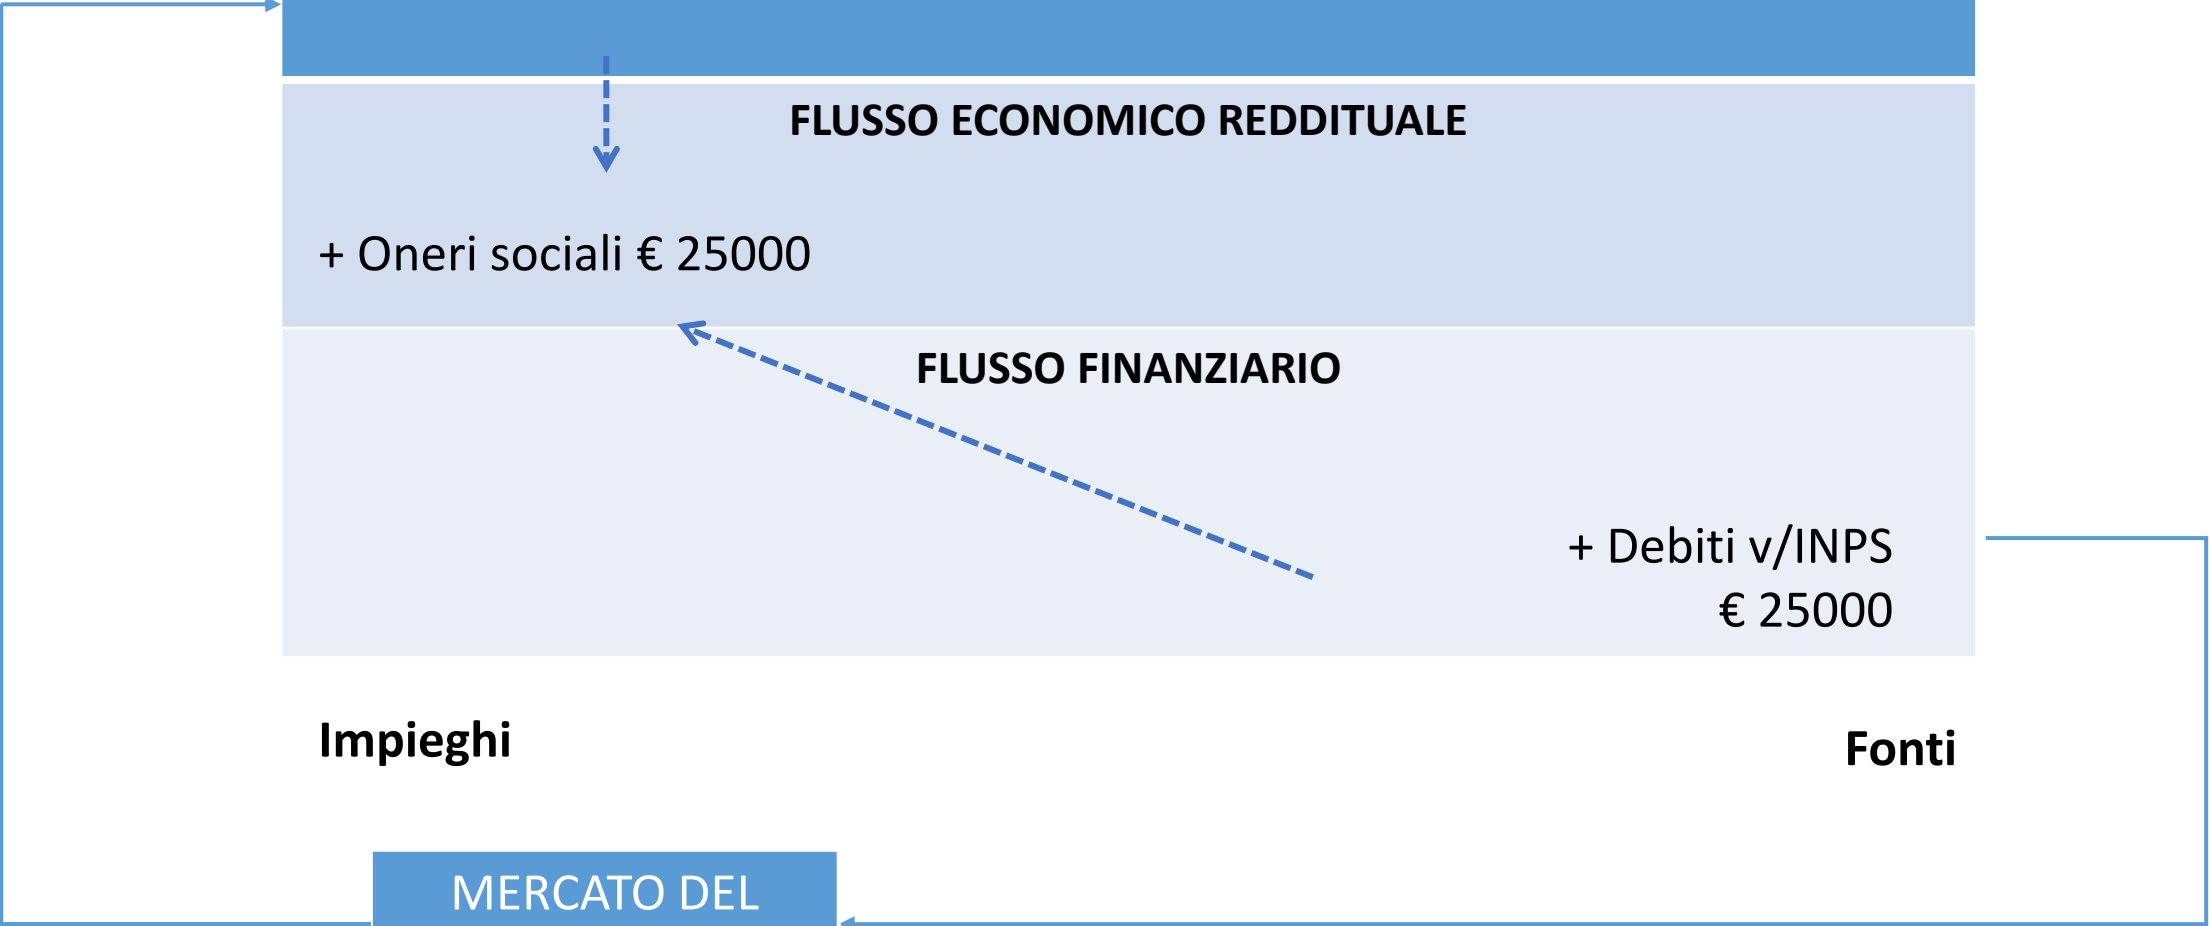 FLUSSO ECONOMICO REDDITUALE
+ Oneri sociali € 25000
FLUSSO FINANZIARIO
+ Debiti v/INPS
€ 25000
Impieghi
Fonti
MERCATO DEL